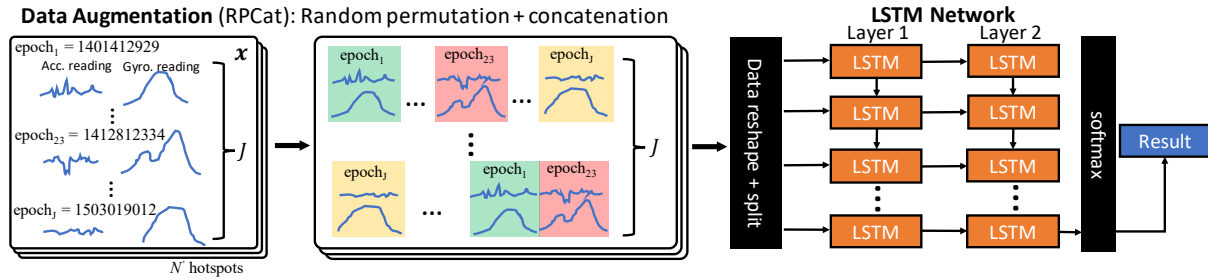 Data Augmentation (RPCat): Random permutation + concatenation
epoch₁ = 1401412929
x
Acc. reading
Gyro. reading
...
epoch₂₃ = 1412812334
J
...
epochJ = 1503019012
N' hotspots
epoch₁
epoch₂₃
epochJ
...
...
...
J
epochJ
epoch₁
epoch₂₃
...
LSTM Network
Layer 1
Layer 2
Data reshape + split
LSTM
LSTM
LSTM
LSTM
LSTM
LSTM
...
...
LSTM
LSTM
softmax
Result